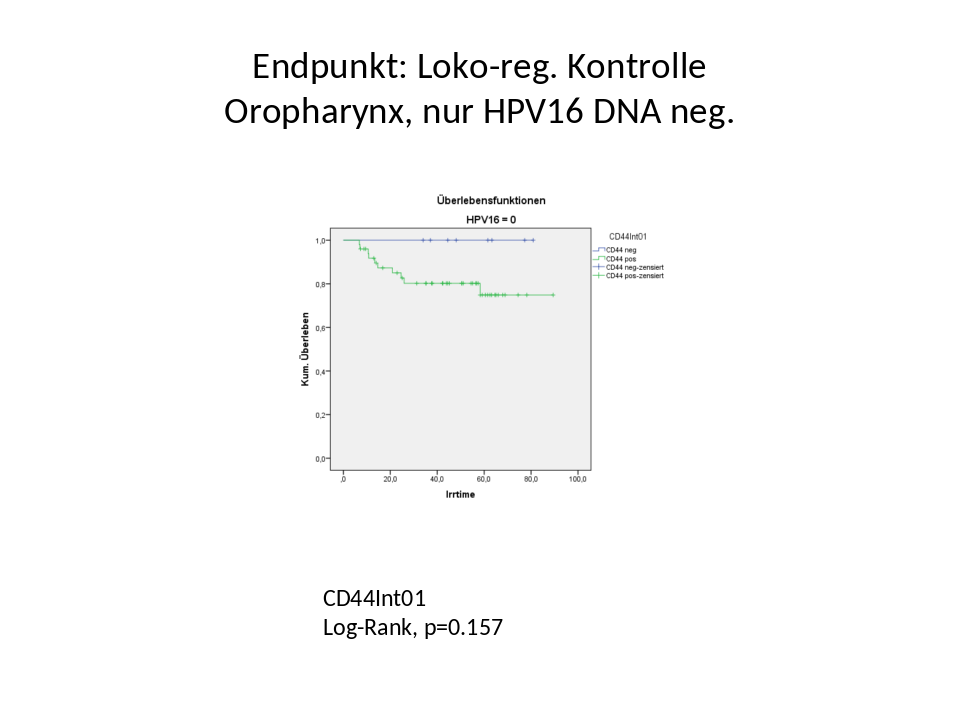 Endpunkt: Loko-reg. Kontrolle
Oropharynx, nur HPV16 DNA neg.
Überlebensfunktionen
HPV16 = 0
CD44Int01
CD44 neg
CD44 pos
CD44 neg-zensiert
CD44 pos-zensiert
1,0
0,8
0,6
0,4
0,2
0,0
Kum. Überleben
,0 20,0 40,0 60,0 80,0 100,0
lrrtime
CD44Int01
Log-Rank, p=0.157